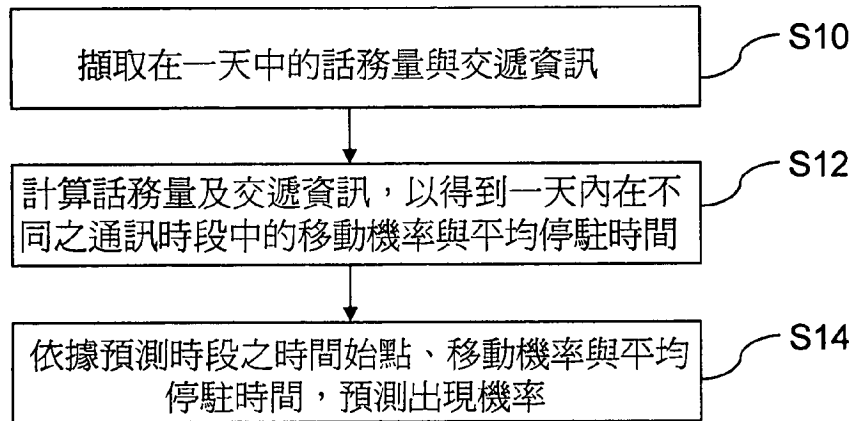 擷取在一天中的話務量與交遞資訊
S10
計算話務量及交遞資訊，以得到一天內在不
同之通訊時段中的移動機率與平均停駐時間
S12
依據預測時段之時間始點、移動機率與平均
停駐時間，預測出現機率
S14